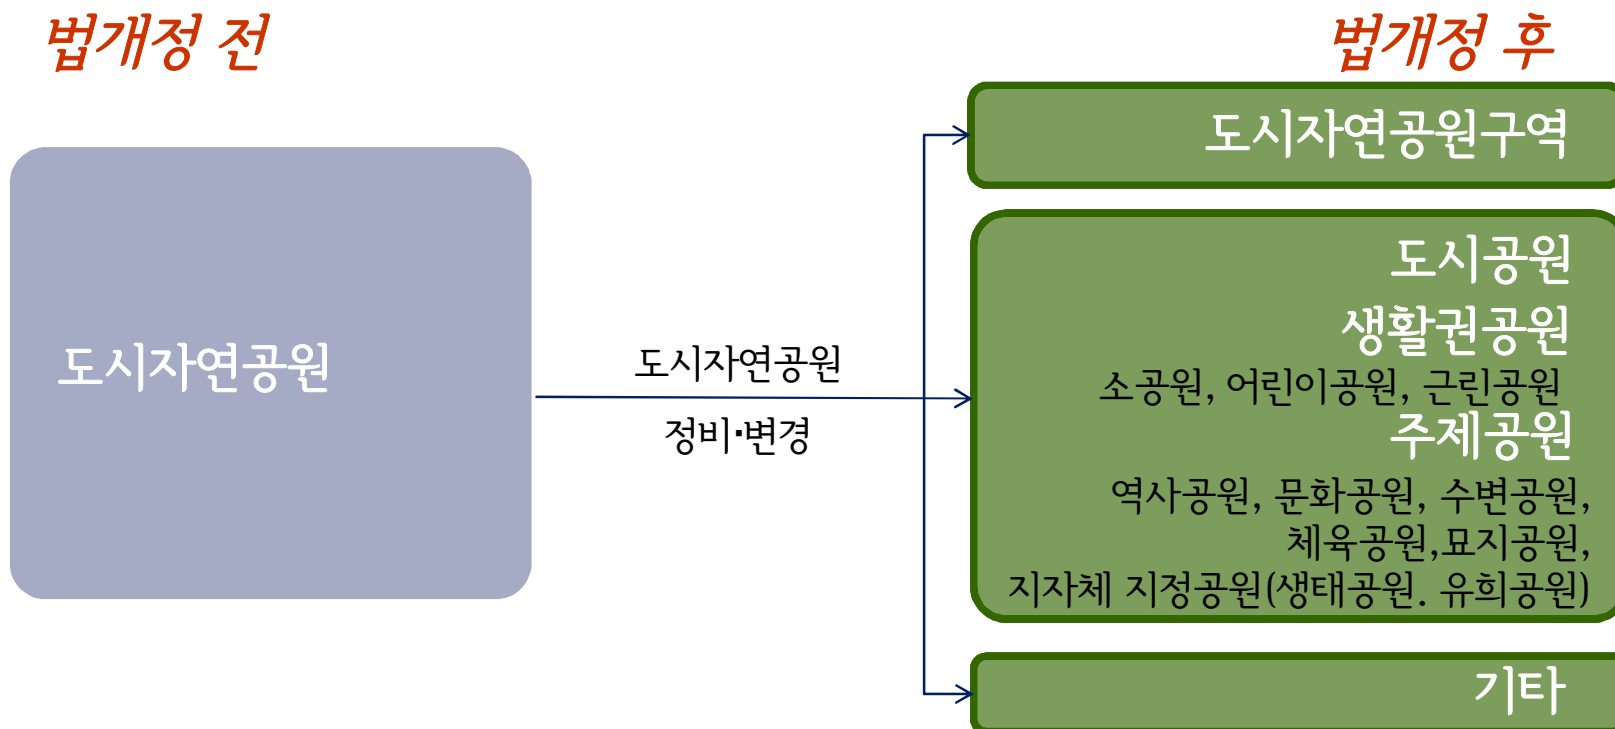 법개정 전
법개정 후
도시자연공원
도시자연공원
정비·변경
도시자연공원구역
도시공원
생활권공원
소공원, 어린이공원, 근린공원
주제공원
역사공원, 문화공원, 수변공원,
체육공원,묘지공원,
지자체 지정공원(생태공원. 유희공원)
기타